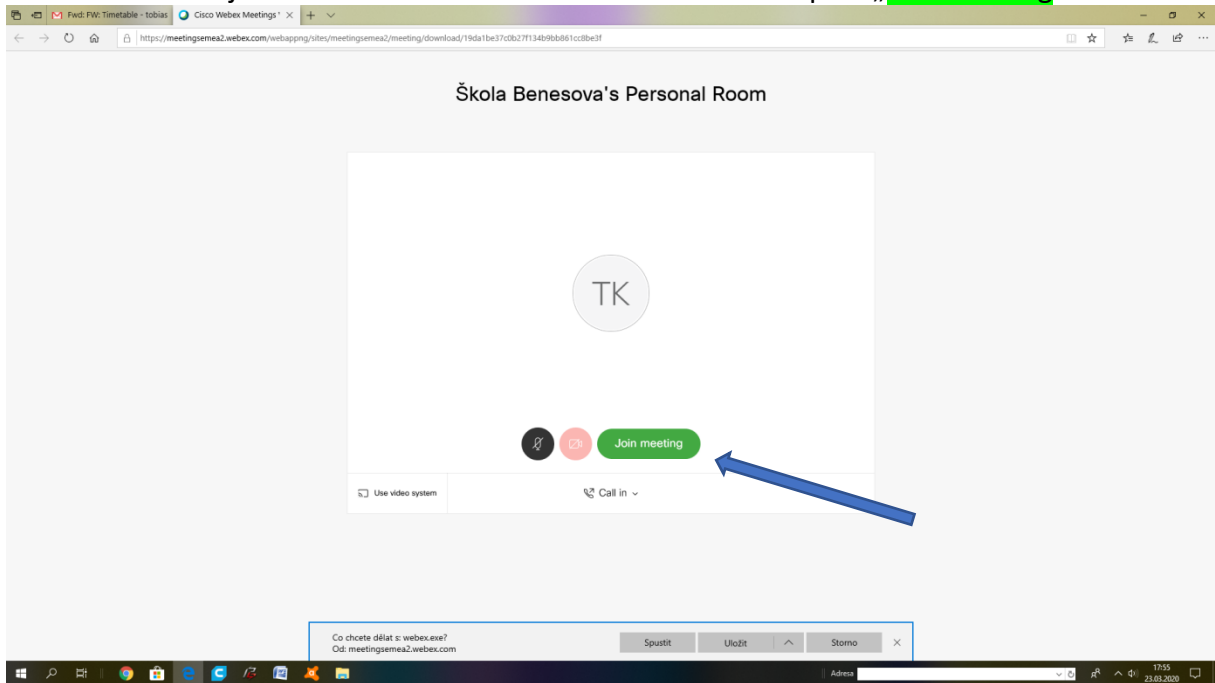 Fwd: FW: Timetable - tobias
Cisco Webex Meetings
https://meetingsemea2.webex.com/webappng/sites/meetingsemea2/meeting/download/19da1be37c0b27f134b9bb861cc8be3f
Škola Benesova's Personal Room
TK
Join meeting
Use video system
Call in
Co chcete dělat s: webex.exe?
Od: meetingsemea2.webex.com
Spustit
Uložit
Storno
Adresa
17:55
23.03.2020